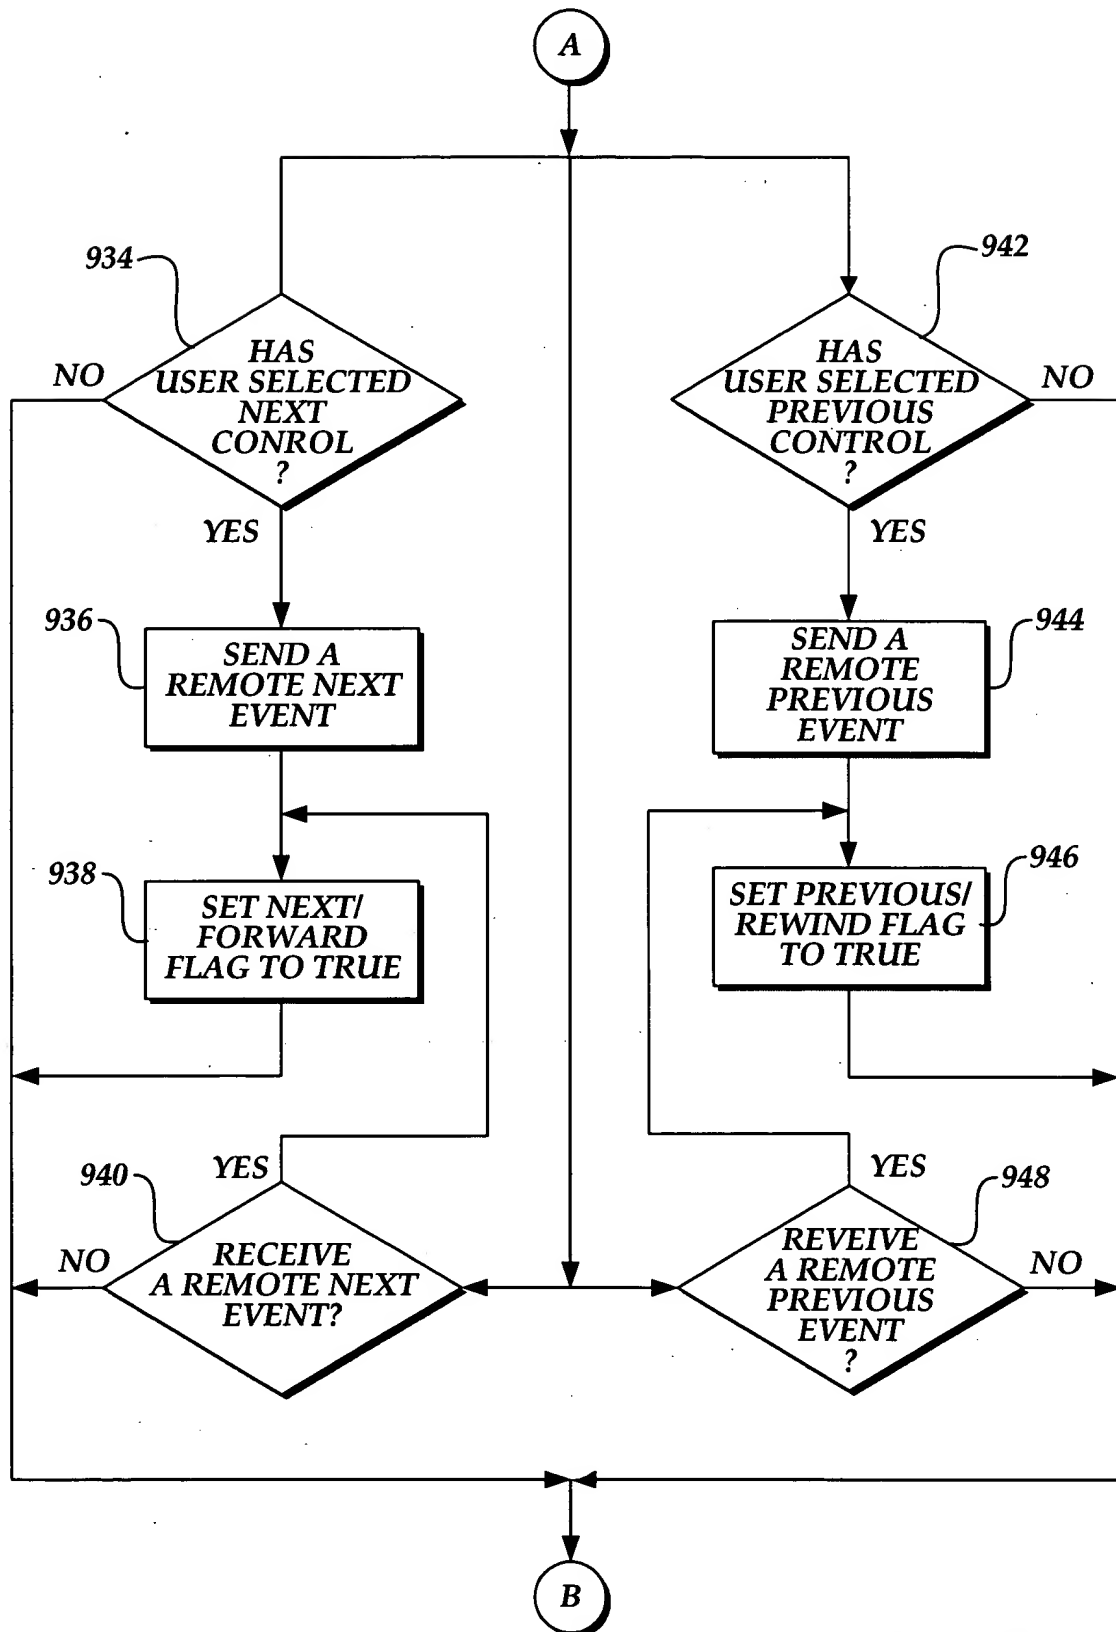 A
934
HAS
USER SELECTED
NEXT
CONROL
?
NO
YES
942
HAS
USER SELECTED
PREVIOUS
CONTROL
?
NO
YES
936
SEND A
REMOTE NEXT
EVENT
944
SEND A
REMOTE
PREVIOUS
EVENT
938
SET NEXT/
FORWARD
FLAG TO TRUE
946
SET PREVIOUS/
REWIND FLAG
TO TRUE
940
YES
NO
RECEIVE
A REMOTE NEXT
EVENT?
948
YES
NO
REVEIVE
A REMOTE
PREVIOUS
EVENT
?
B